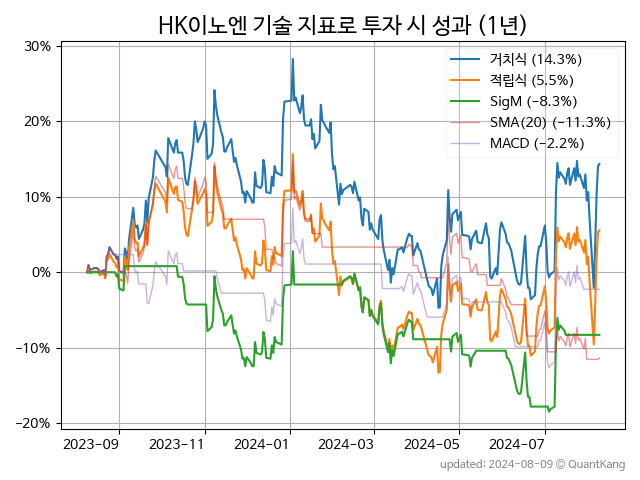 HK이노엔 기술 지표로 투자 시 성과 (1년)
30%
20%
10%
0%
−10%
−20%
거치식 (14.3%)
적립식 (5.5%)
SigM (−8.3%)
SMA(20) (−11.3%)
MACD (−2.2%)
2023-09
2023-11
2024-01
2024-03
2024-05
2024-07
updated: 2024-08-09 ⓒ QuantKang